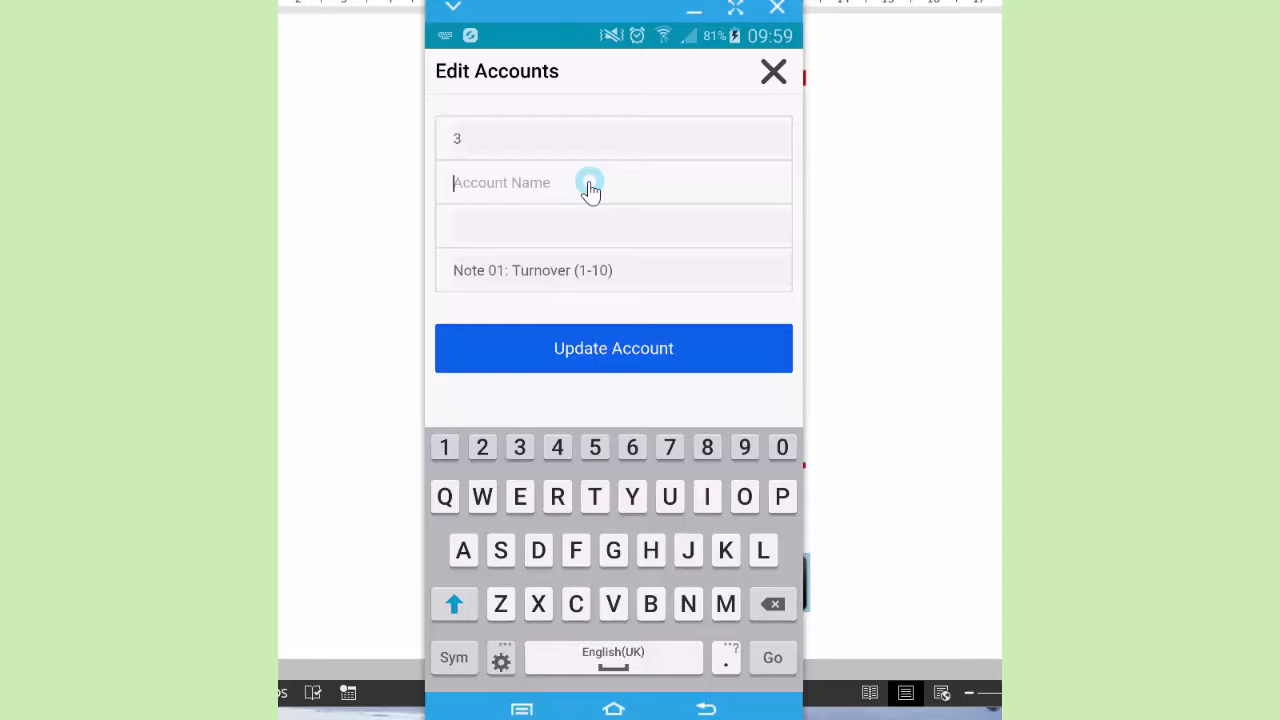 81% 09:59
Edit Accounts
3
Account Name
Note 01: Turnover (1-10)
Update Account
1 2 3 4 5 6 7 8 9 0
Q W E R T Y U I O P
A S D F G H J K L
Z X C V B N M
Sym English(UK) . Go